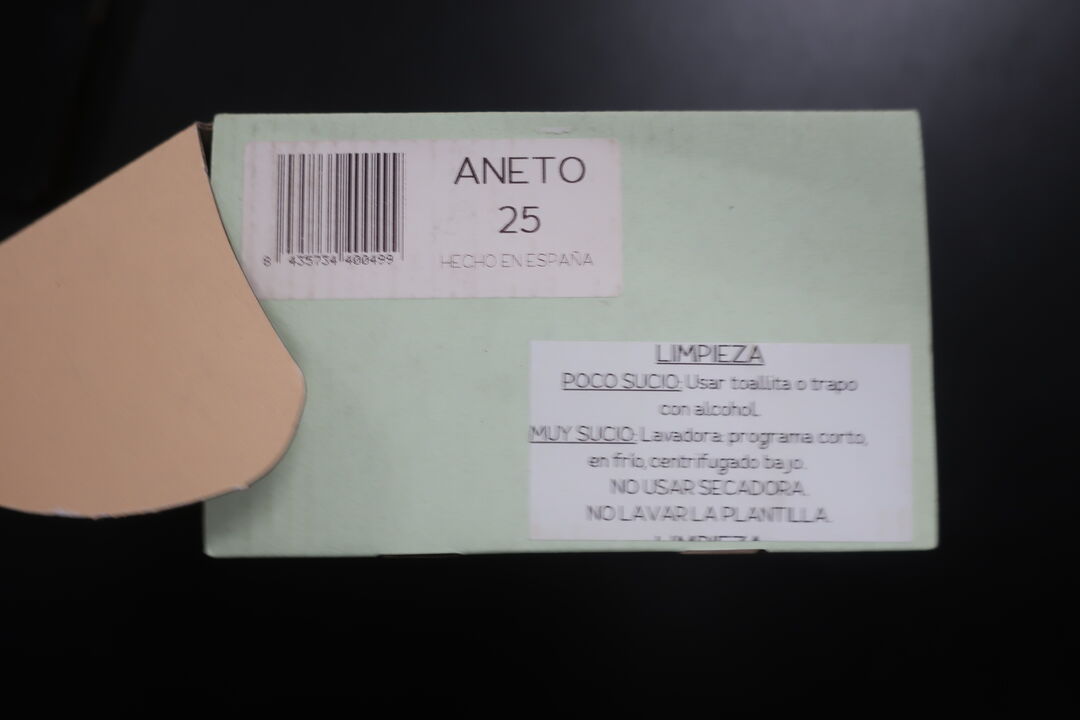 ANETO
25
8 435734 400499
HECHO EN ESPAÑA
LIMPIEZA
POCO SUCIO: Usar toallita o trapo
con alcohol.
MUY SUCIO: Lavadora: programa corto,
en frío, centrifugado bajo.
NO USAR SECADORA.
NO LAVAR LA PLANTILLA.
LIMPIEZA